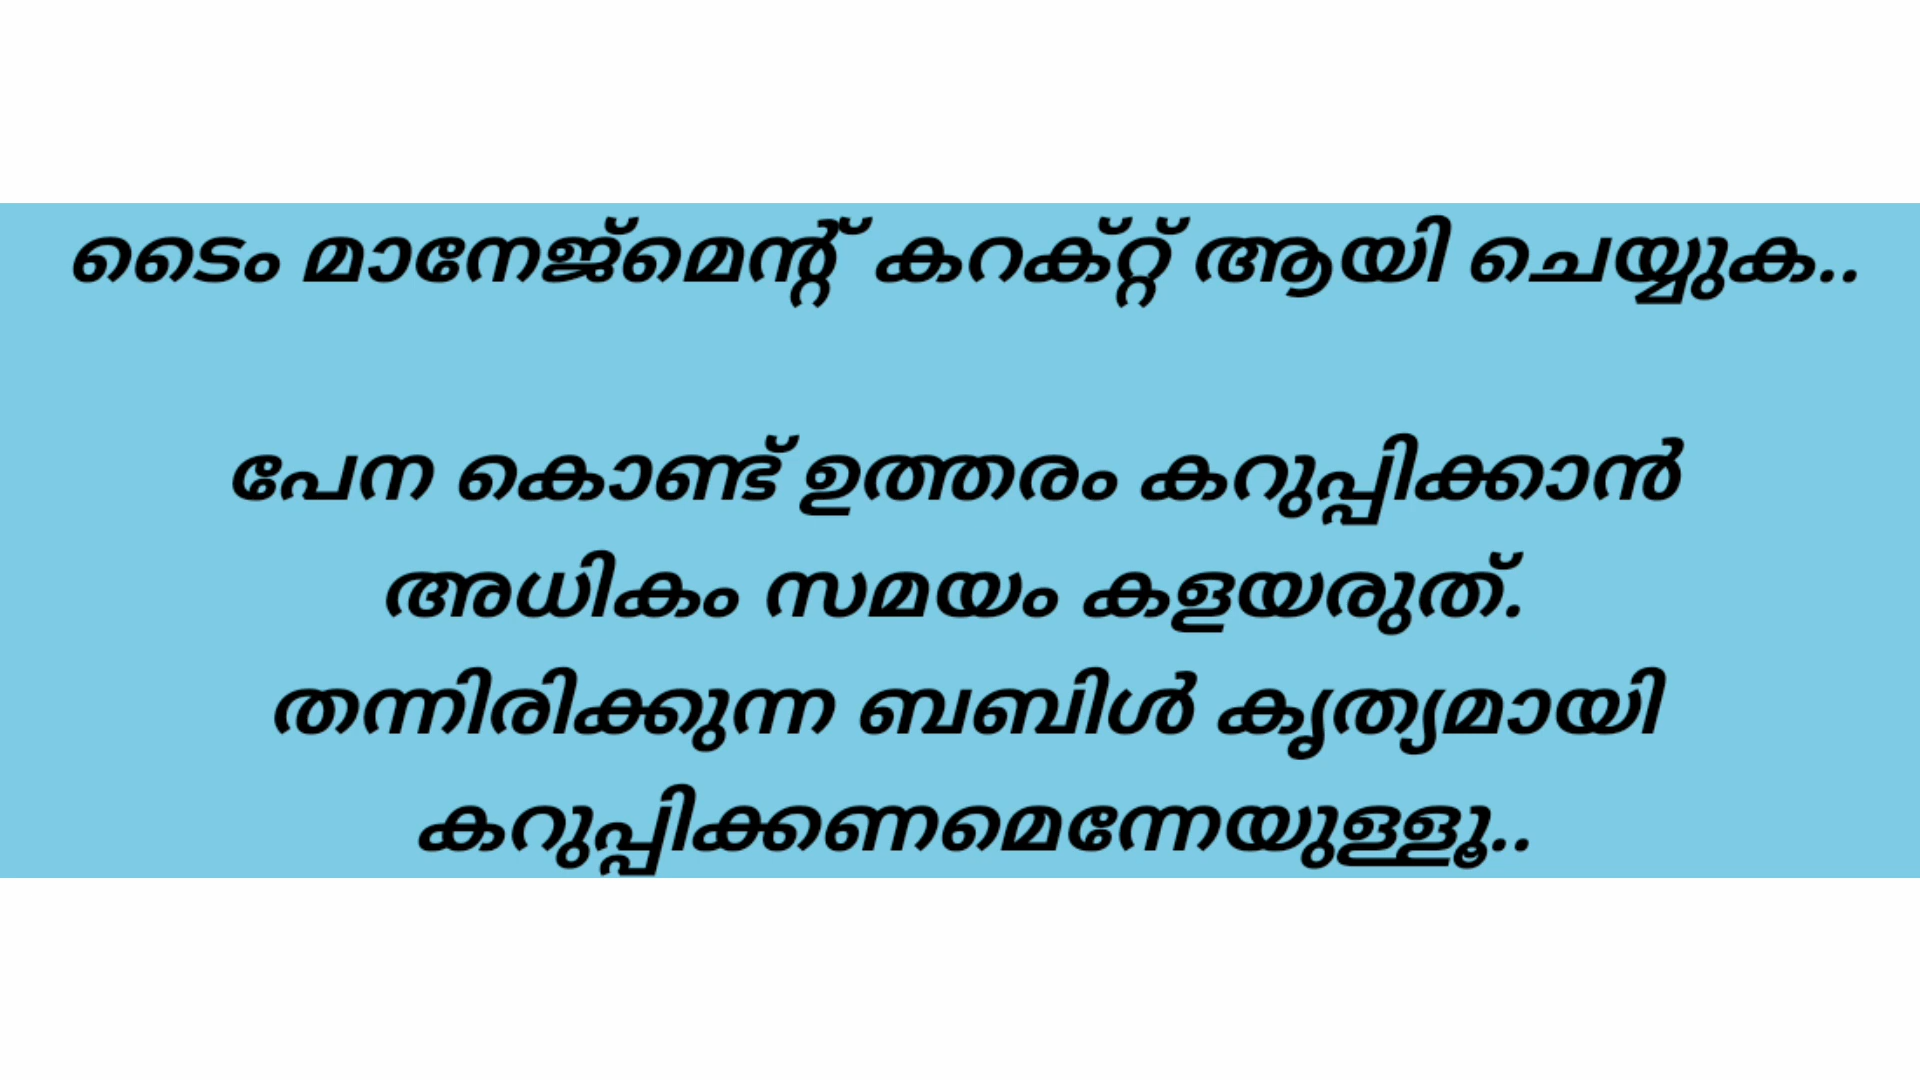 ടൈം മാനേജ്മെന്റ് കറക്റ്റ് ആയി ചെയ്യുക..
പേന കൊണ്ട് ഉത്തരം കറുപ്പിക്കാൻ
അധികം സമയം കളയരുത്.
തന്നിരിക്കുന്ന ബബിൾ കൃത്യമായി
കറുപ്പിക്കണമെന്നേയുള്ളൂ..